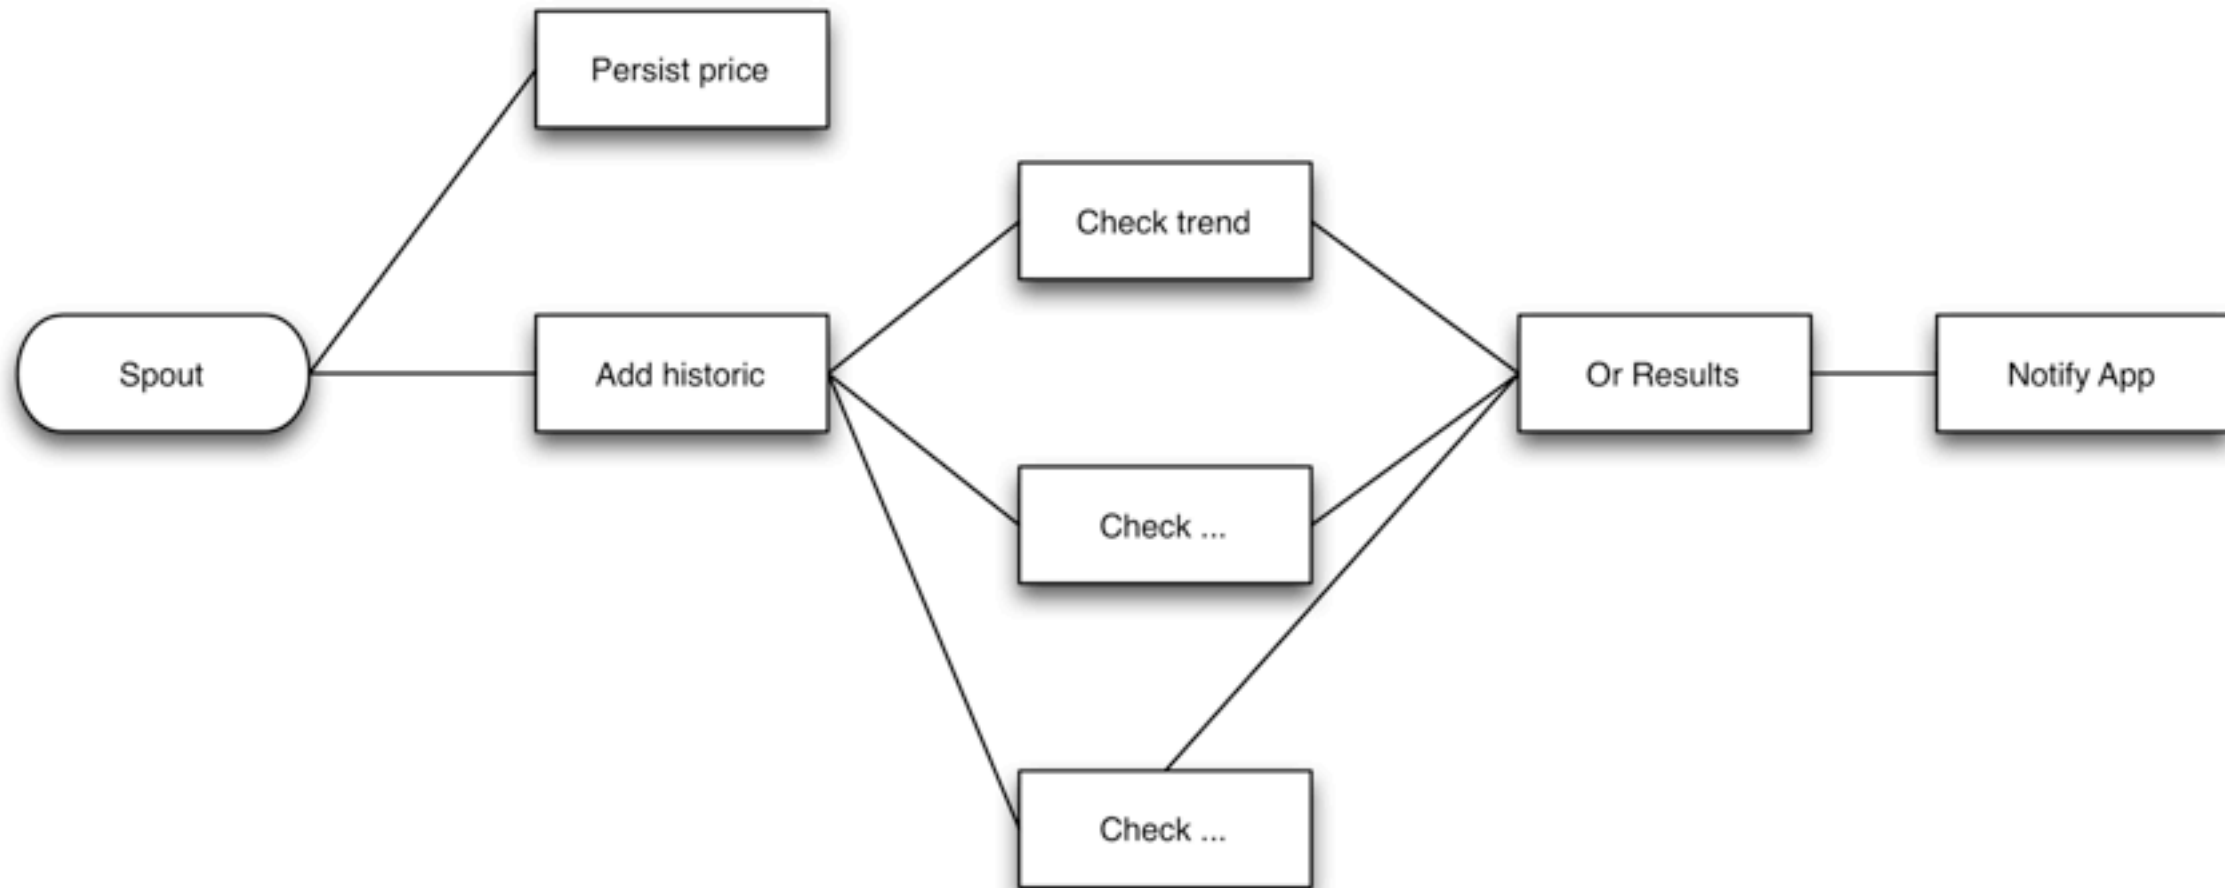 Persist price
Check trend
Spout
Add historic
Or Results
Notify App
Check ...
Check ...